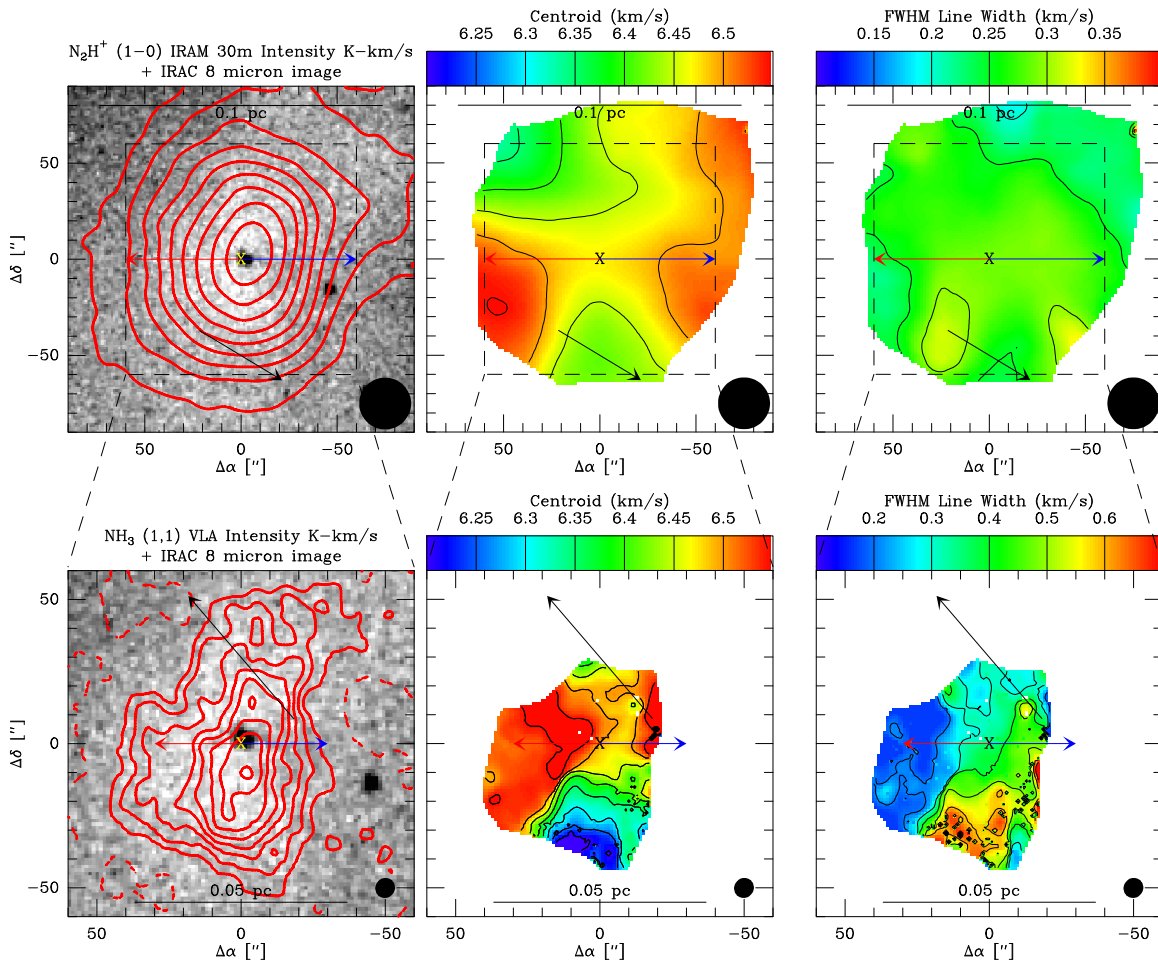 N₂H⁺ (1−0) IRAM 30m Intensity K−km/s
+ IRAC 8 micron image
0.1 pc
50
0
−50
Δδ [″]
X
50 0 −50
Δα [″]
Centroid (km/s)
6.25 6.3 6.35 6.4 6.45 6.5
0.1 pc
X
50 0 −50
Δα [″]
FWHM Line Width (km/s)
0.15 0.2 0.25 0.3 0.35
0.1 pc
X
50 0 −50
Δα [″]
NH₃ (1,1) VLA Intensity K−km/s
+ IRAC 8 micron image
50
0
−50
Δδ [″]
X
0.05 pc
50 0 −50
Δα [″]
Centroid (km/s)
6.25 6.3 6.35 6.4 6.45 6.5
X
0.05 pc
50 0 −50
Δα [″]
FWHM Line Width (km/s)
0.2 0.3 0.4 0.5 0.6
X
0.05 pc
50 0 −50
Δα [″]